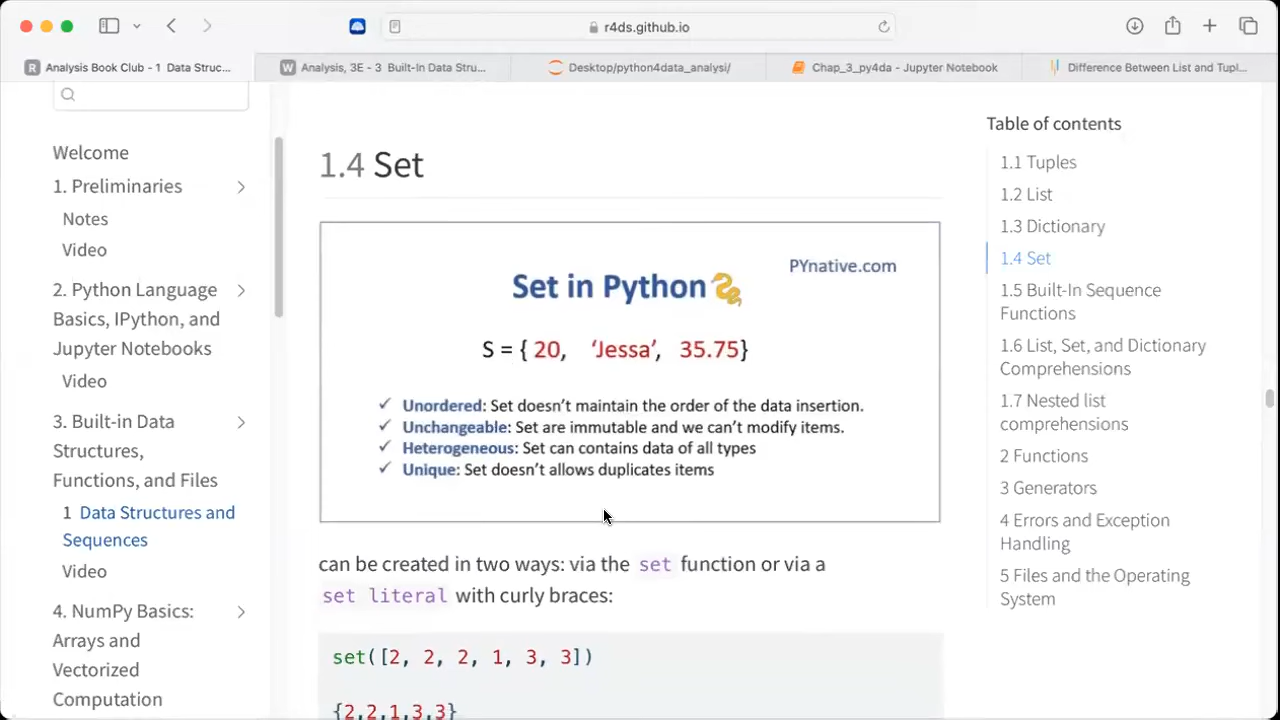 r4ds.github.io
R Analysis Book Club - 1 Data Struc...
W Analysis, 3E - 3 Built-In Data Stru...
Desktop/python4data_analysi/
Chap_3_py4da - Jupyter Notebook
Difference Between List and Tupl...
Welcome
1. Preliminaries
Notes
Video
2. Python Language
Basics, IPython, and
Jupyter Notebooks
Video
3. Built-in Data
Structures,
Functions, and Files
1 Data Structures and
Sequences
Video
4. NumPy Basics:
Arrays and
Vectorized
Computation
1.4 Set
PYnative.com
Set in Python
S = { 20, ‘Jessa’, 35.75}
✓ Unordered: Set doesn’t maintain the order of the data insertion.
✓ Unchangeable: Set are immutable and we can’t modify items.
✓ Heterogeneous: Set can contains data of all types
✓ Unique: Set doesn’t allows duplicates items
can be created in two ways: via the set function or via a
set literal with curly braces:
set([2, 2, 2, 1, 3, 3])
{2,2,1,3,3}
Table of contents
1.1 Tuples
1.2 List
1.3 Dictionary
1.4 Set
1.5 Built-In Sequence
Functions
1.6 List, Set, and Dictionary
Comprehensions
1.7 Nested list
comprehensions
2 Functions
3 Generators
4 Errors and Exception
Handling
5 Files and the Operating
System